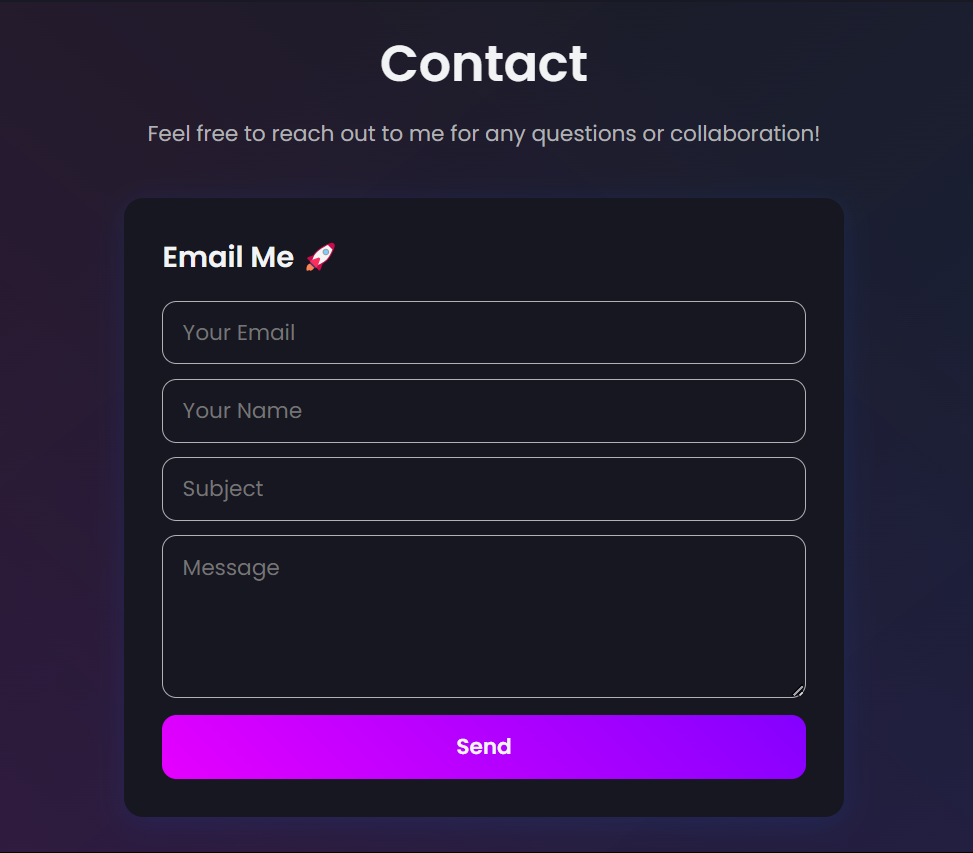 Contact
Feel free to reach out to me for any questions or collaboration!
Email Me 🚀
Your Email
Your Name
Subject
Message
Send